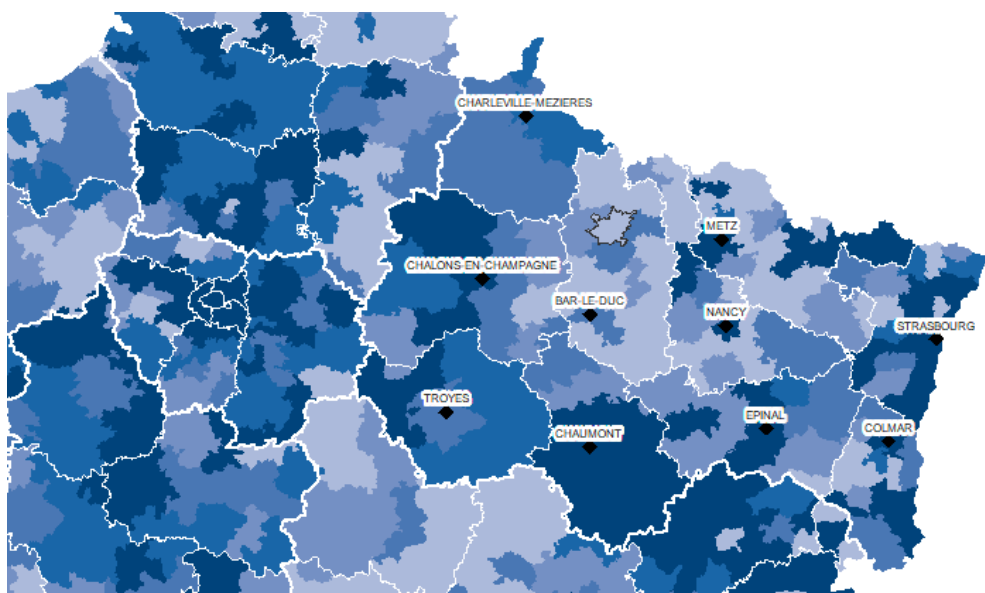 CHARLEVILLE-MEZIERES
METZ
CHALONS-EN-CHAMPAGNE
BAR-LE-DUC
NANCY
STRASBOURG
TROYES
EPINAL
CHAUMONT
COLMAR